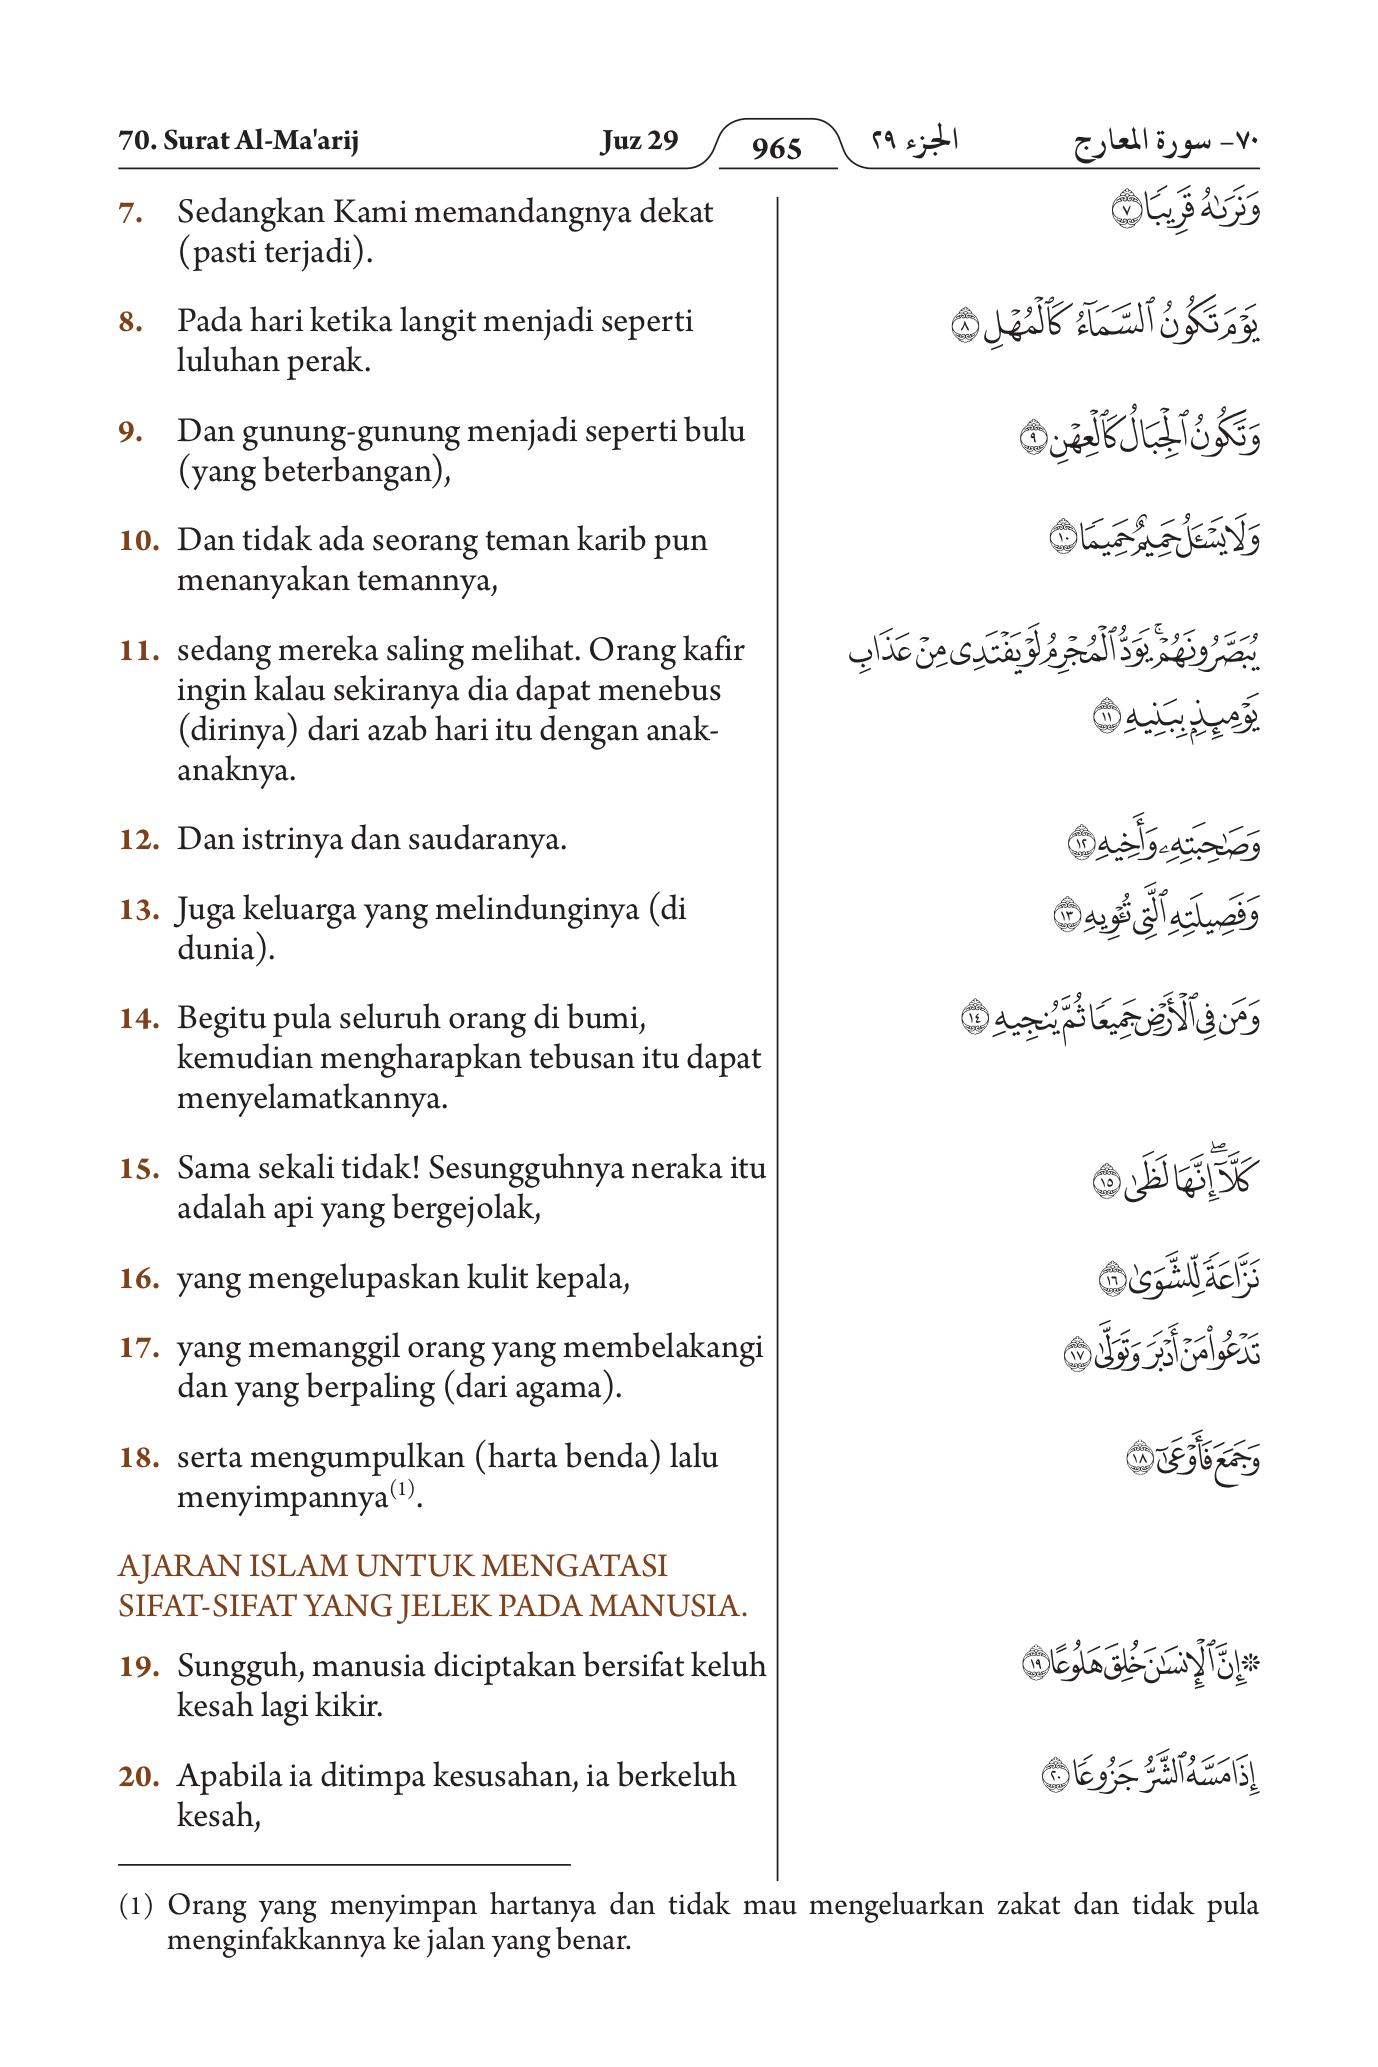 70. Surat Al-Ma'arij Juz 29 965 الجزء ٢٩ ٧٠- سورة المعارج
7. Sedangkan Kami memandangnya dekat
(pasti terjadi).
وَنَرَىٰهُ قَرِيبٗا ٧
8. Pada hari ketika langit menjadi seperti
luluhan perak.
يَوۡمَ تَكُونُ ٱلسَّمَآءُ كَٱلۡمُهۡلِ ٨
9. Dan gunung-gunung menjadi seperti bulu
(yang beterbangan),
وَتَكُونُ ٱلۡجِبَالُ كَٱلۡعِهۡنِ ٩
10. Dan tidak ada seorang teman karib pun
menanyakan temannya,
وَلَا يَسۡـَٔلُ حَمِيمٌ حَمِيمٗا ١٠
11. sedang mereka saling melihat. Orang kafir
ingin kalau sekiranya dia dapat menebus
(dirinya) dari azab hari itu dengan anak-
anaknya.
يُبَصَّرُونَهُمۡۚ يَوَدُّ ٱلۡمُجۡرِمُ لَوۡ يَفۡتَدِي مِنۡ عَذَابِ
يَوۡمِئِذِۭ بِبَنِيهِ ١١
12. Dan istrinya dan saudaranya.
وَصَٰحِبَتِهِۦ وَأَخِيهِ ١٢
13. Juga keluarga yang melindunginya (di
dunia).
وَفَصِيلَتِهِ ٱلَّتِي تُـٔۡوِيهِ ١٣
14. Begitu pula seluruh orang di bumi,
kemudian mengharapkan tebusan itu dapat
menyelamatkannya.
وَمَن فِي ٱلۡأَرۡضِ جَمِيعٗا ثُمَّ يُنجِيهِ ١٤
15. Sama sekali tidak! Sesungguhnya neraka itu
adalah api yang bergejolak,
كَلَّآۖ إِنَّهَا لَظَىٰ ١٥
16. yang mengelupaskan kulit kepala,
نَزَّاعَةٗ لِّلشَّوَىٰ ١٦
17. yang memanggil orang yang membelakangi
dan yang berpaling (dari agama).
تَدۡعُواْ مَنۡ أَدۡبَرَ وَتَوَلَّىٰ ١٧
18. serta mengumpulkan (harta benda) lalu
menyimpannya(1).
وَجَمَعَ فَأَوۡعَىٰٓ ١٨
AJARAN ISLAM UNTUK MENGATASI
SIFAT-SIFAT YANG JELEK PADA MANUSIA.
19. Sungguh, manusia diciptakan bersifat keluh
kesah lagi kikir.
۞إِنَّ ٱلۡإِنسَٰنَ خُلِقَ هَلُوعًا ١٩
20. Apabila ia ditimpa kesusahan, ia berkeluh
kesah,
إِذَا مَسَّهُ ٱلشَّرُّ جَزُوعٗا ٢٠
(1) Orang yang menyimpan hartanya dan tidak mau mengeluarkan zakat dan tidak pula
menginfakkannya ke jalan yang benar.